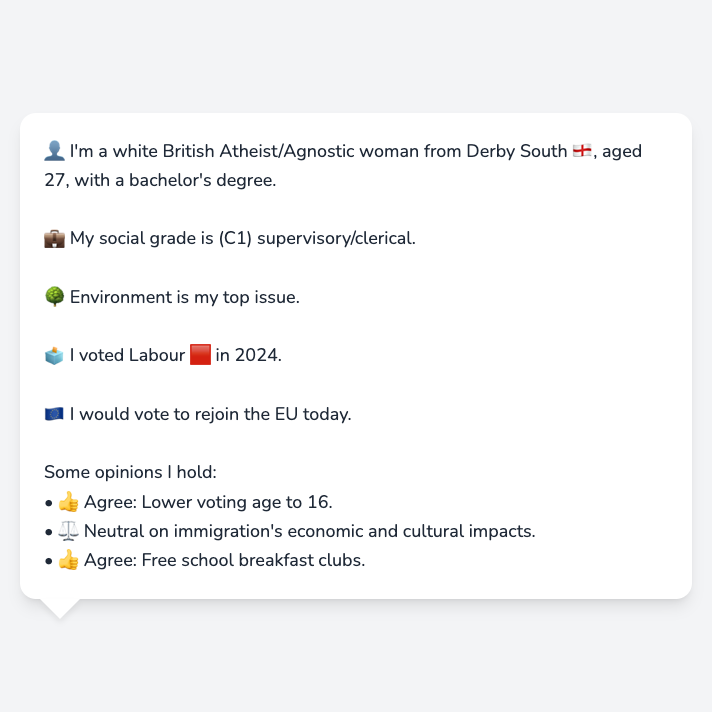 👤 I'm a white British Atheist/Agnostic woman from Derby South 🏴󠁧󠁢󠁥󠁮󠁧󠁿, aged
27, with a bachelor's degree.
💼 My social grade is (C1) supervisory/clerical.
🌳 Environment is my top issue.
🗳️ I voted Labour 🟥 in 2024.
🇪🇺 I would vote to rejoin the EU today.
Some opinions I hold:
• 👍 Agree: Lower voting age to 16.
• ⚖️ Neutral on immigration's economic and cultural impacts.
• 👍 Agree: Free school breakfast clubs.